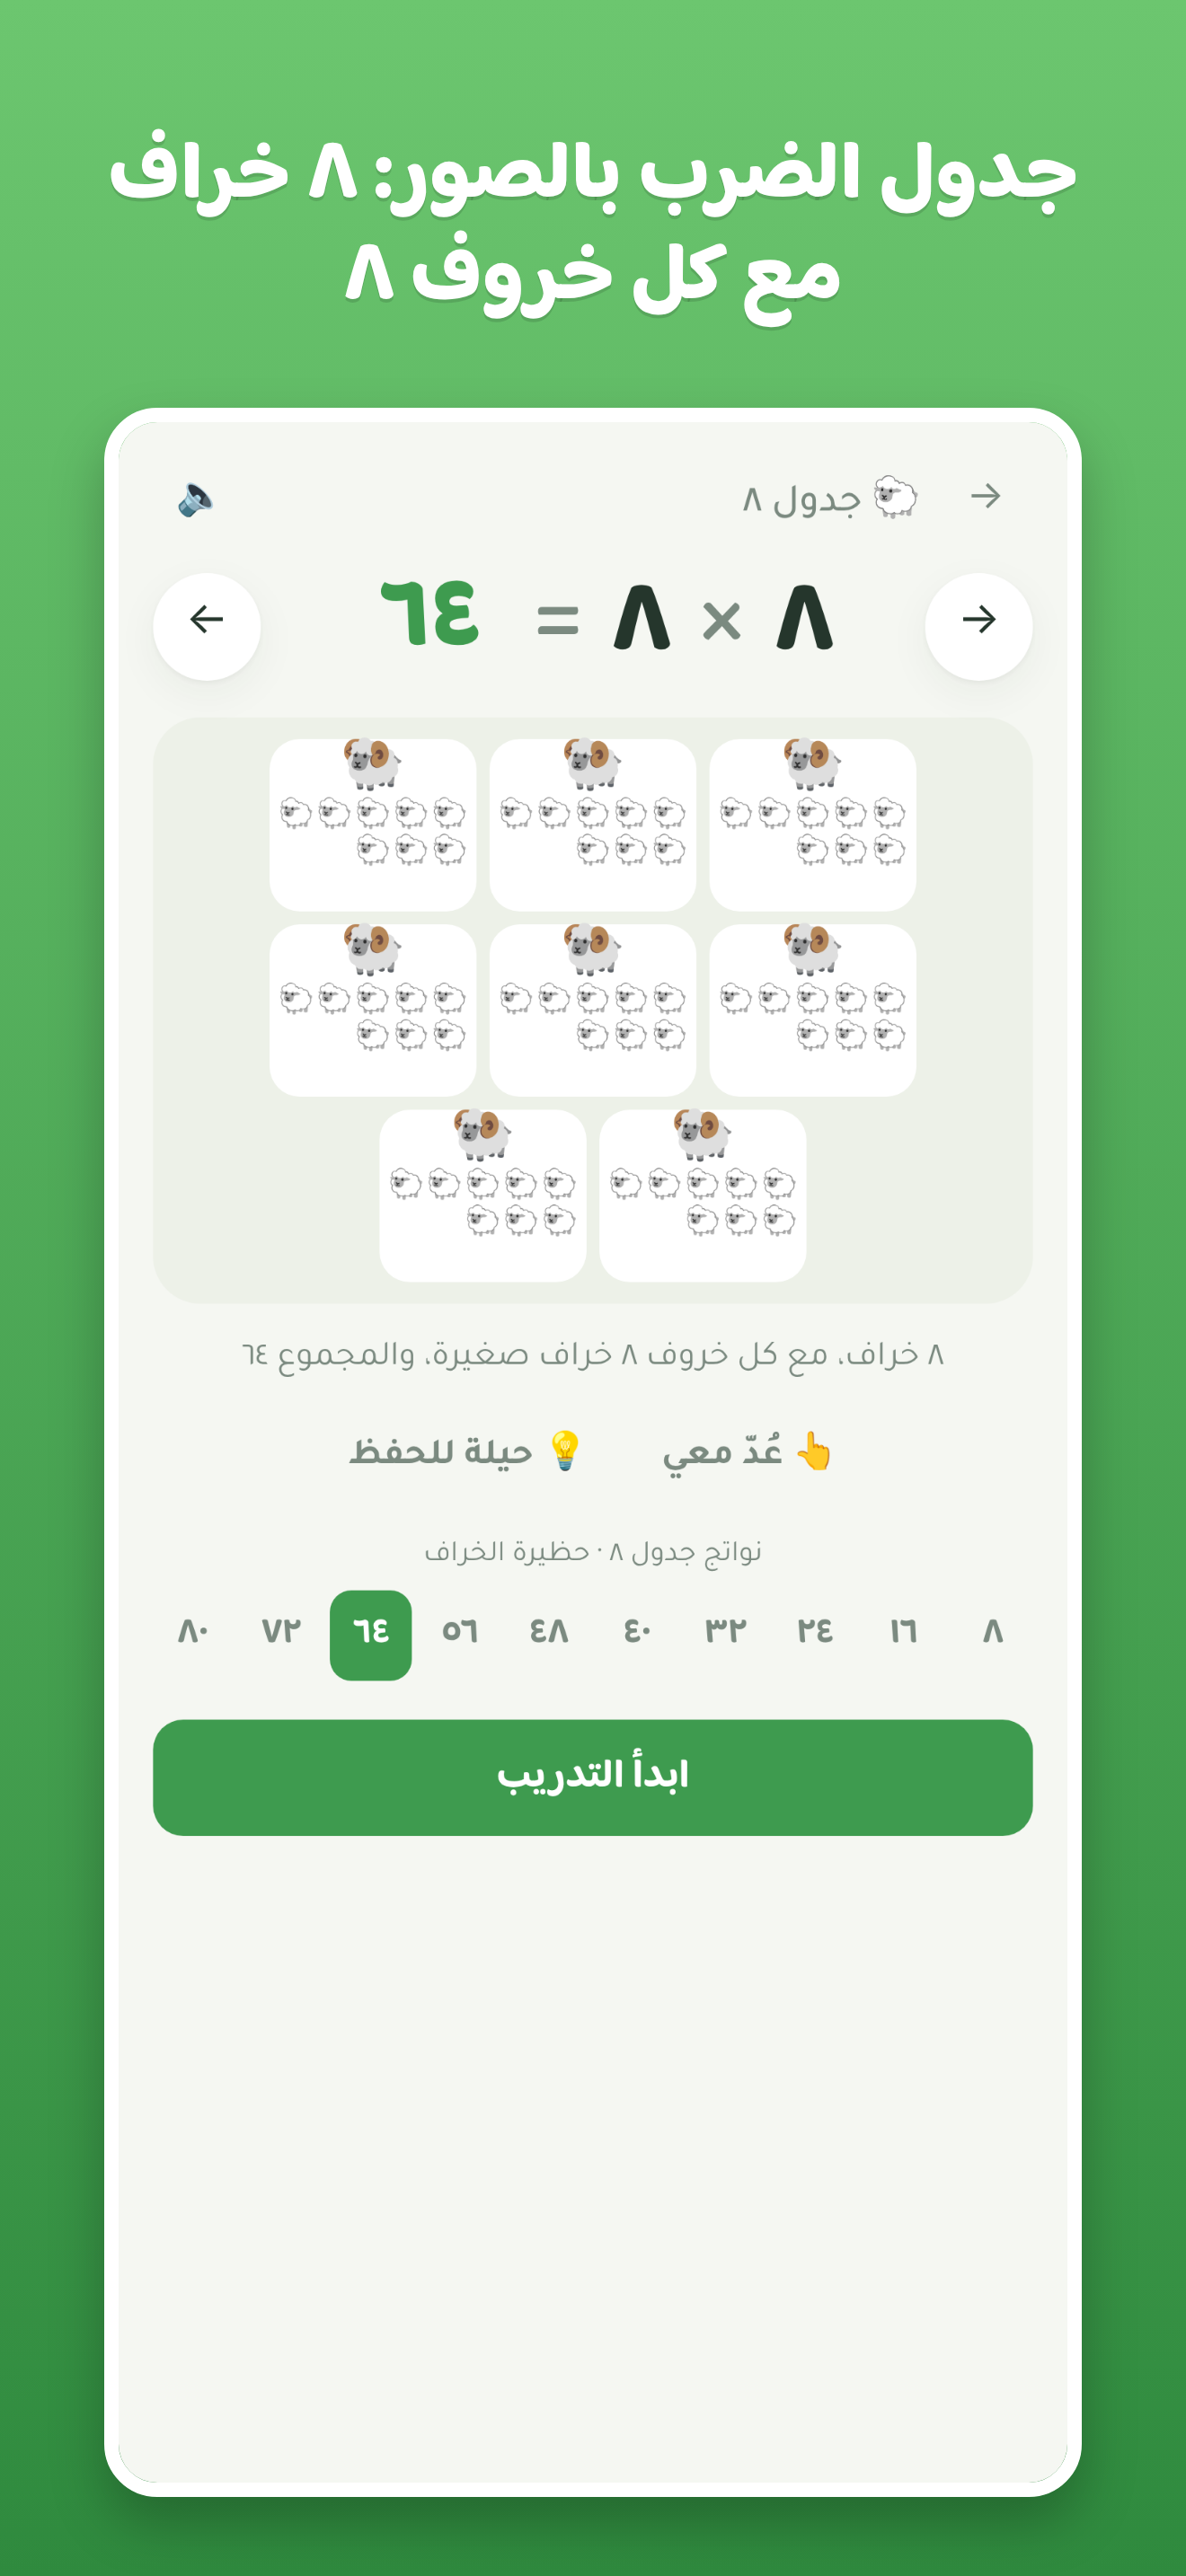 جدول الضرب بالصور: ٨ خراف
مع كل خروف ٨
جدول ٨
٨ × ٨ = ٦٤
٨ خراف، مع كل خروف ٨ خراف صغيرة، والمجموع ٦٤
عُدّ معي
حيلة للحفظ
نواتج جدول ٨ · حظيرة الخراف
٨ ١٦ ٢٤ ٣٢ ٤٠ ٤٨ ٥٦ ٦٤ ٧٢ ٨٠
ابدأ التدريب